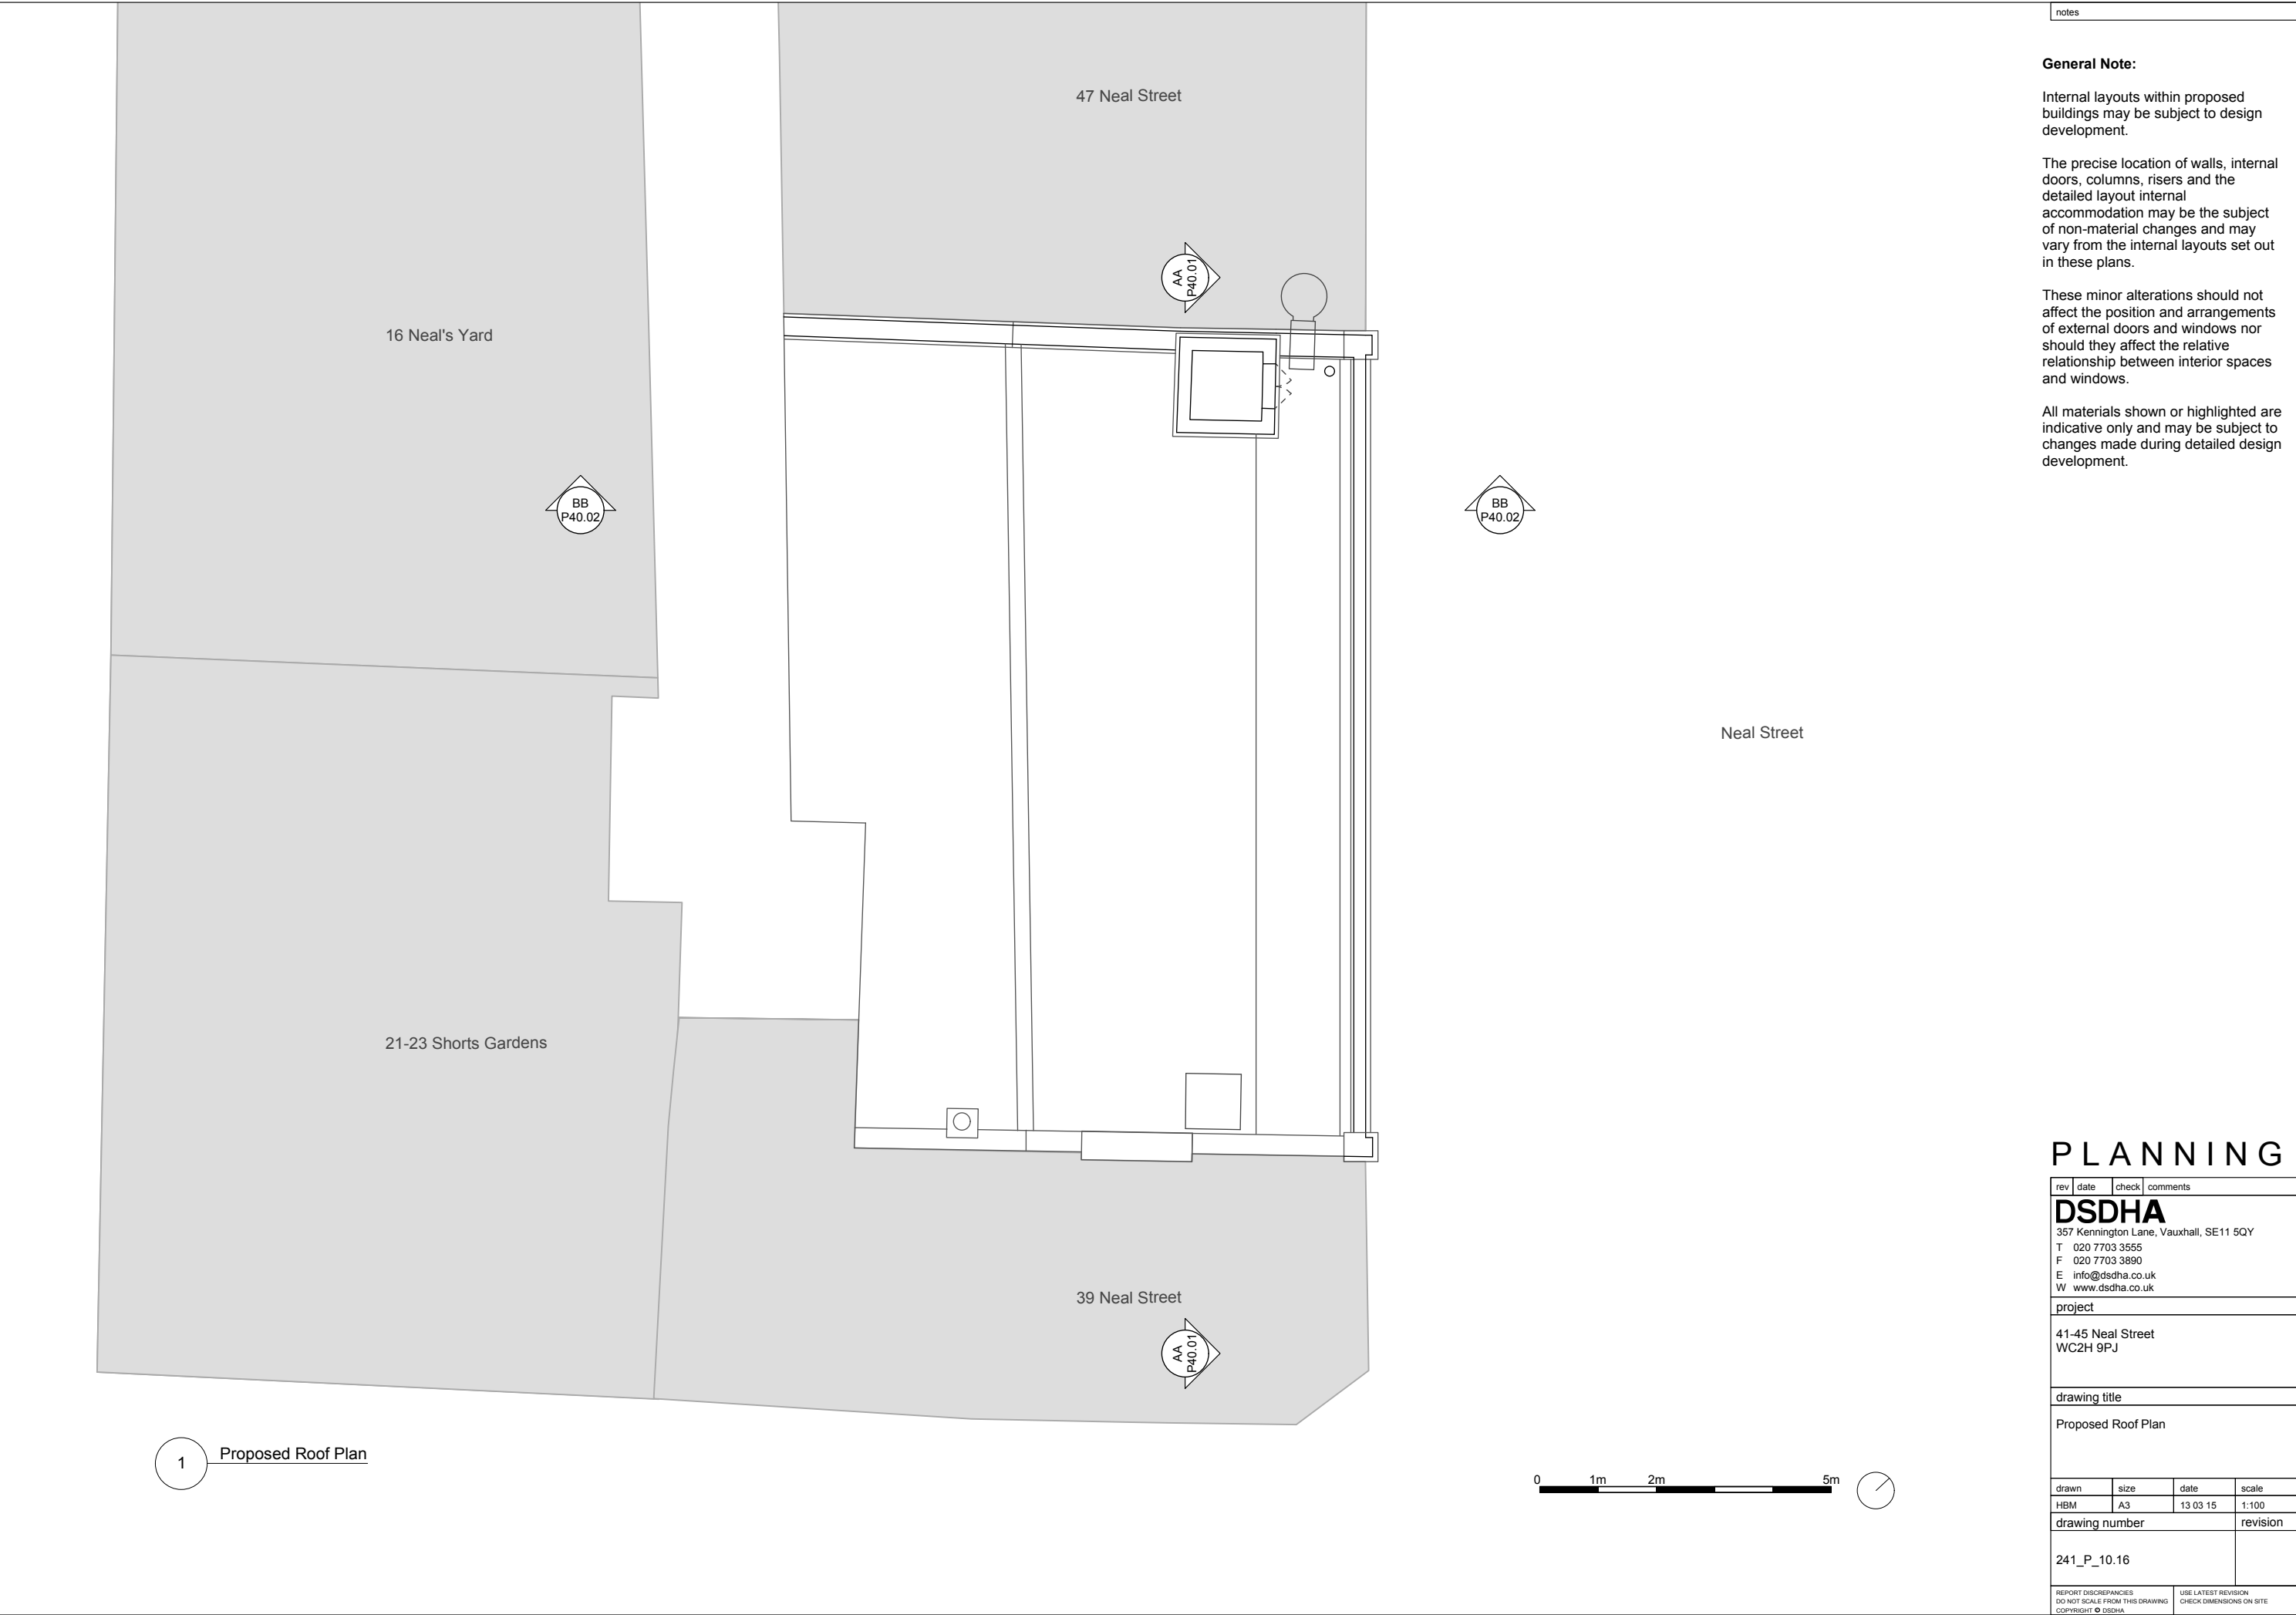 notes
General Note:
Internal layouts within proposed
buildings may be subject to design
development.
The precise location of walls, internal
doors, columns, risers and the
detailed layout internal
accommodation may be the subject
of non-material changes and may
vary from the internal layouts set out
in these plans.
These minor alterations should not
affect the position and arrangements
of external doors and windows nor
should they affect the relative
relationship between interior spaces
and windows.
All materials shown or highlighted are
indicative only and may be subject to
changes made during detailed design
development.
47 Neal Street
AA
P40.01
16 Neal's Yard
BB
P40.02
BB
P40.02
Neal Street
21-23 Shorts Gardens
39 Neal Street
AA
P40.01
1
Proposed Roof Plan
0 1m 2m 5m
PLANNING
rev date check comments
DSDHA
357 Kennington Lane, Vauxhall, SE11 5QY
T 020 7703 3555
F 020 7703 3890
E info@dsdha.co.uk
W www.dsdha.co.uk
project
41-45 Neal Street
WC2H 9PJ
drawing title
Proposed Roof Plan
drawn size date scale
HBM A3 13 03 15 1:100
drawing number revision
241_P_10.16
REPORT DISCREPANCIES
DO NOT SCALE FROM THIS DRAWING
COPYRIGHT © DSDHA
USE LATEST REVISION
CHECK DIMENSIONS ON SITE